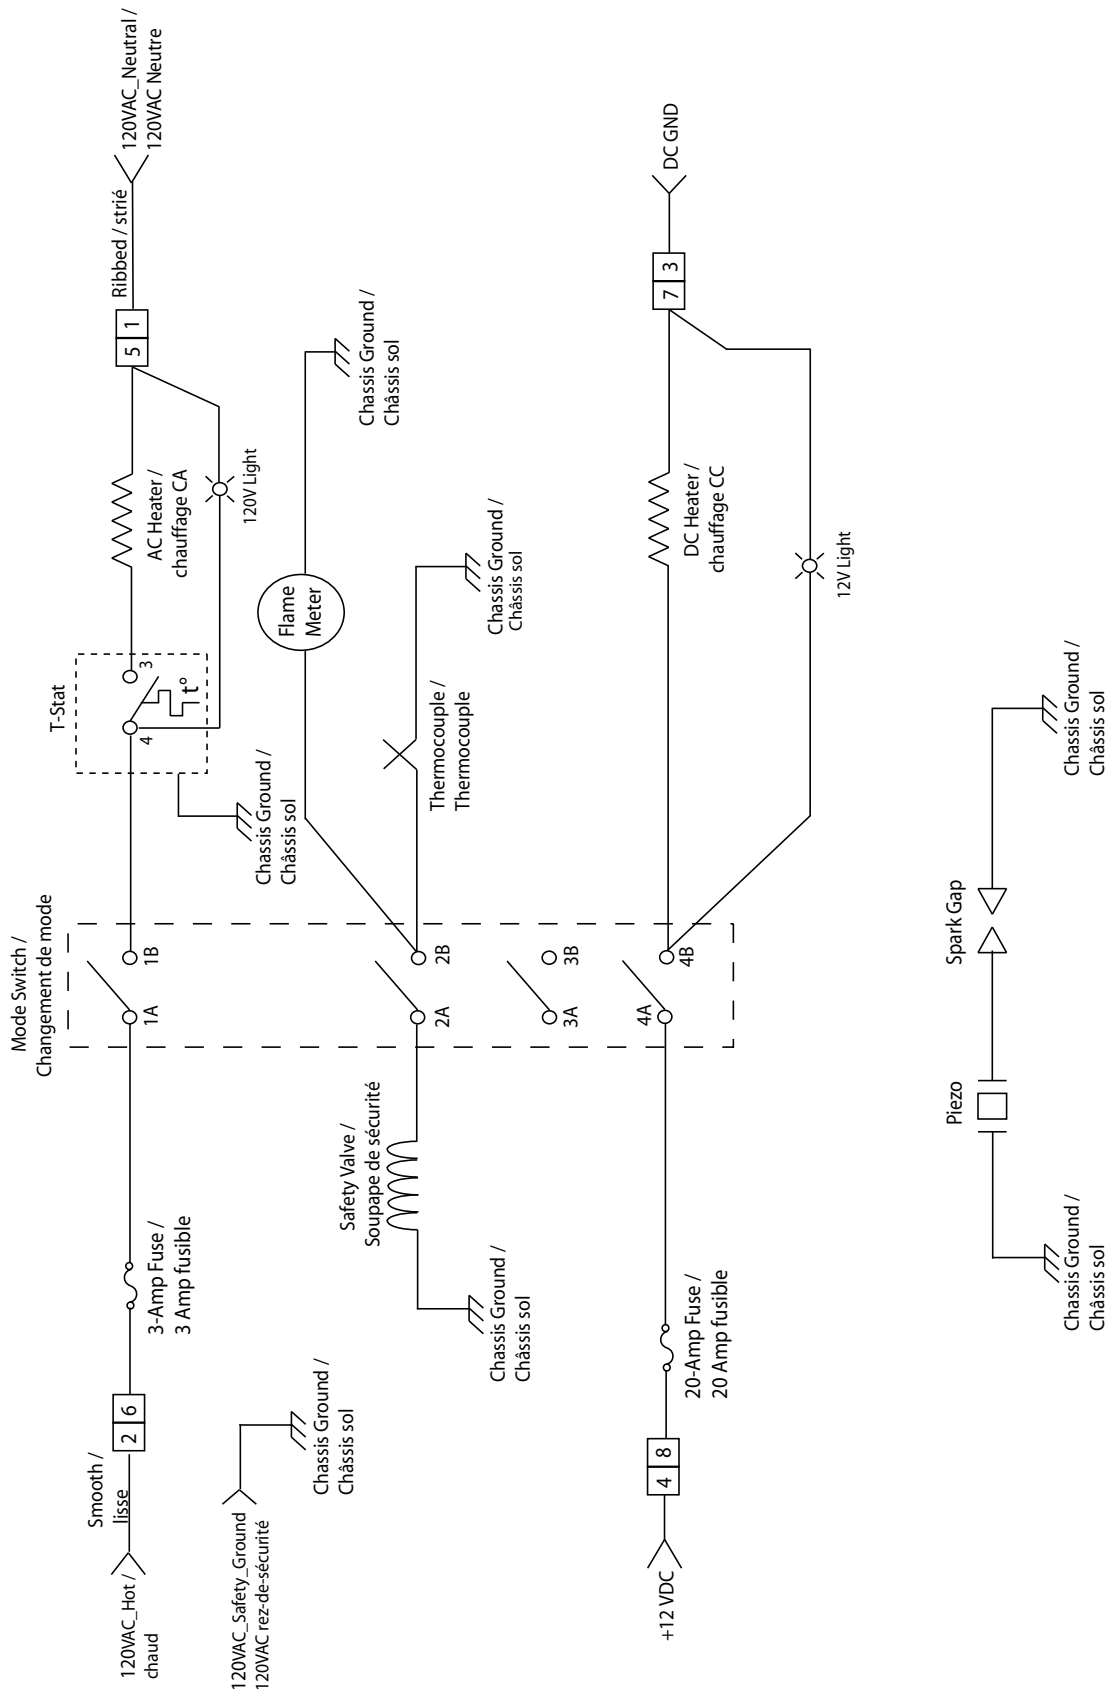 120VAC_Hot /
chaud
Smooth /
lisse
2 6
3-Amp Fuse /
3 Amp fusible
Mode Switch /
Changement de mode
1A
1B
T-Stat
4
3
t°
AC Heater /
chauffage CA
120V Light
5 1
Ribbed / strié
120VAC_Neutral /
120VAC Neutre
120VAC_Safety_Ground
120VAC rez-de-sécurité
Chassis Ground /
Châssis sol
Chassis Ground /
Châssis sol
Flame
Meter
Chassis Ground /
Châssis sol
Safety Valve /
Soupape de sécurité
Chassis Ground /
Châssis sol
2A
2B
Thermocouple /
Thermocouple
Chassis Ground /
Châssis sol
3A
3B
+12 VDC
4 8
20-Amp Fuse /
20 Amp fusible
4A
4B
DC Heater /
chauffage CC
12V Light
7 3
DC GND
Chassis Ground /
Châssis sol
Piezo
Spark Gap
Chassis Ground /
Châssis sol